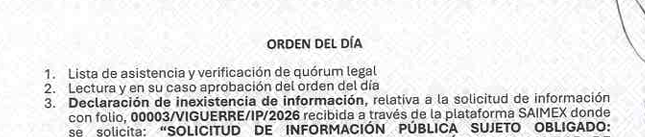 ORDEN DEL DÍA
1. Lista de asistencia y verificación de quórum legal
2. Lectura y en su caso aprobación del orden del día
3. Declaración de inexistencia de información, relativa a la solicitud de información
con folio, 00003/VIGUERRE/IP/2026 recibida a través de la plataforma SAIMEX donde
se solicita: “SOLICITUD DE INFORMACIÓN PÚBLICA SUJETO OBLIGADO: